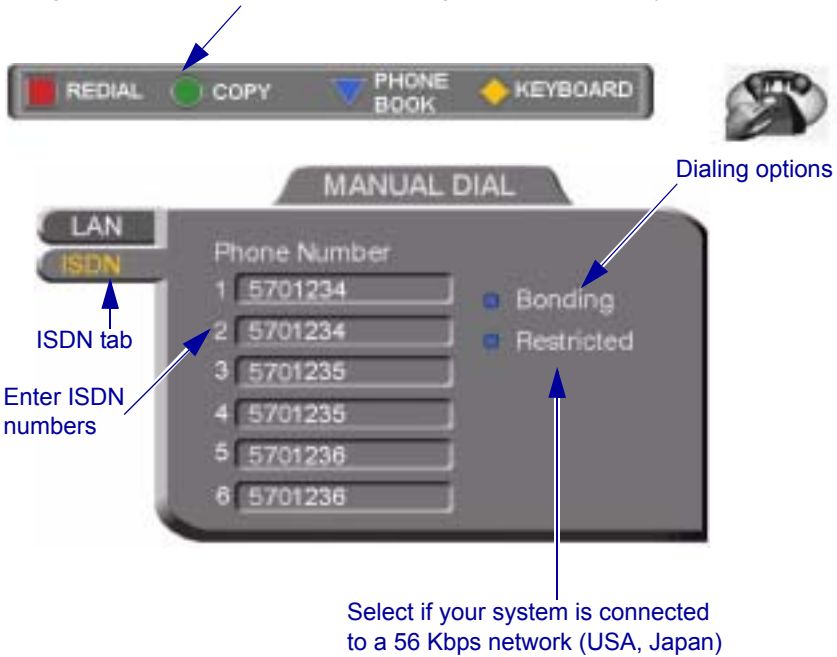 REDIAL COPY PHONE BOOK KEYBOARD
Dialing options
MANUAL DIAL
LAN
ISDN
Phone Number
1 5701234
2 5701234
3 5701235
4 5701235
5 5701236
6 5701236
Bonding
Restricted
ISDN tab
Enter ISDN
numbers
Select if your system is connected
to a 56 Kbps network (USA, Japan)